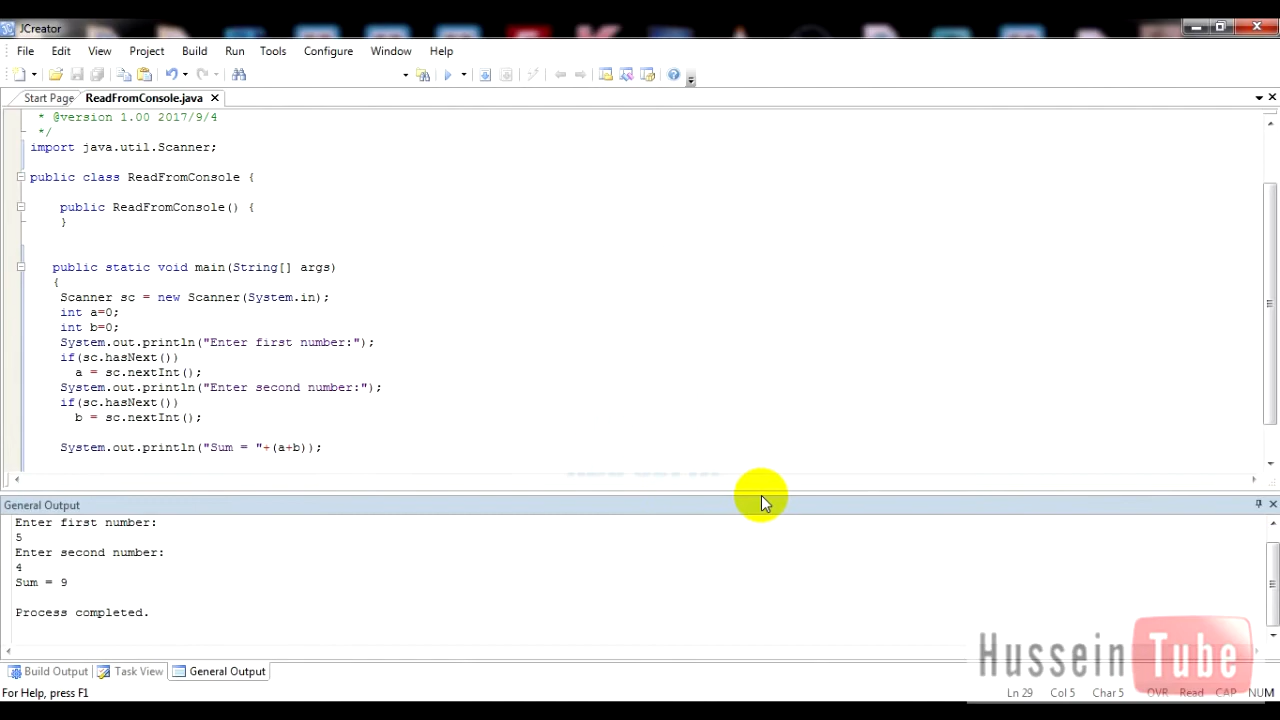 JCreator
File Edit View Project Build Run Tools Configure Window Help
Start Page ReadFromConsole.java
* @version 1.00 2017/9/4
*/
import java.util.Scanner;
public class ReadFromConsole {
public ReadFromConsole() {
}
public static void main(String[] args)
{
Scanner sc = new Scanner(System.in);
int a=0;
int b=0;
System.out.println("Enter first number:");
if(sc.hasNext())
a = sc.nextInt();
System.out.println("Enter second number:");
if(sc.hasNext())
b = sc.nextInt();
System.out.println("Sum = "+(a+b));
General Output
Enter first number:
5
Enter second number:
4
Sum = 9
Process completed.
Hussein Tube
Build Output Task View General Output
For Help, press F1 Ln 29 Col 5 Char 5 OVR Read CAP NUM